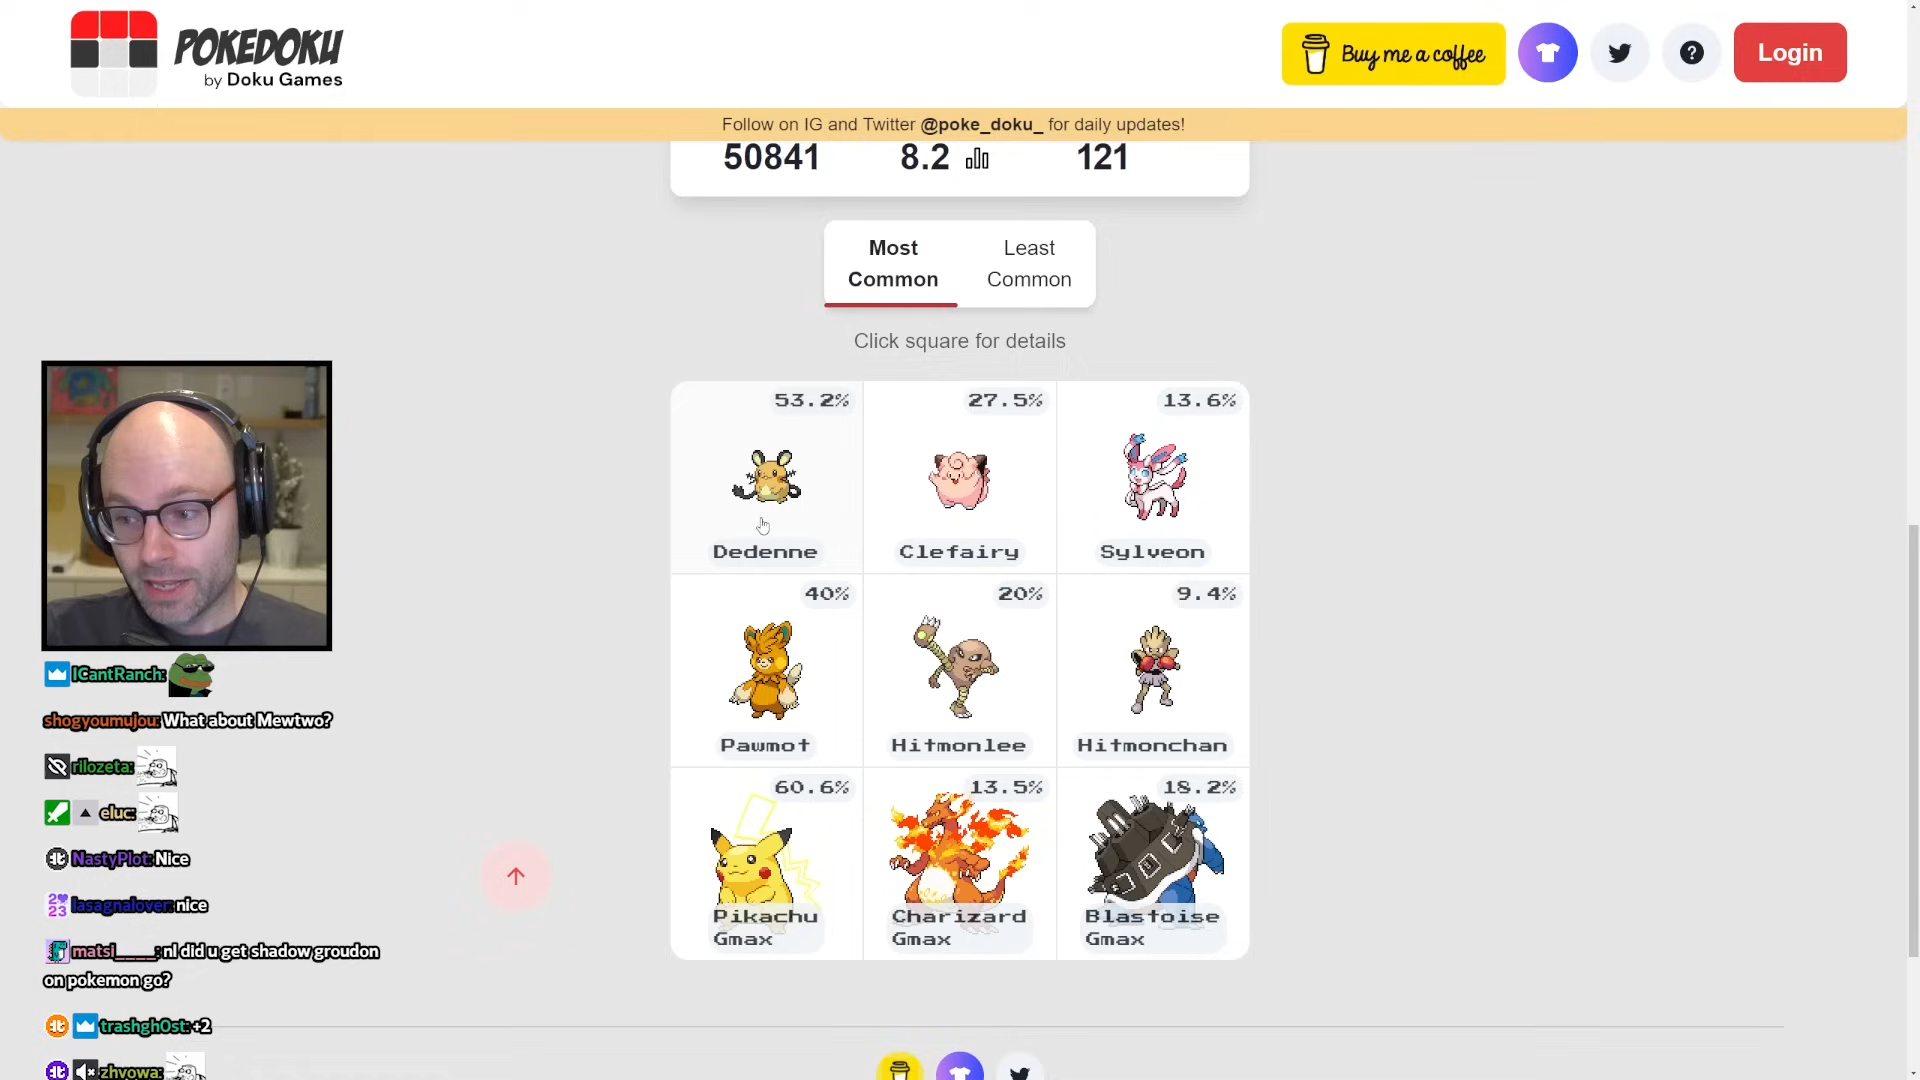 POKEDOKU
by Doku Games
Buy me a coffee
?
Login
Follow on IG and Twitter @poke_doku_ for daily updates!
50841
8.2
121
Most Common
Least Common
Click square for details
53.2%
Dedenne
27.5%
Clefairy
13.6%
Sylveon
40%
Pawmot
20%
Hitmonlee
9.4%
Hitmonchan
60.6%
Pikachu
Gmax
13.5%
Charizard
Gmax
18.2%
Blastoise
Gmax
ICantRanch:
shogyoumujou: What about Mewtwo?
rilozeta:
eluc:
NastyPlot: Nice
lasagnalover: nice
matsi____: nl did u get shadow groudon
on pokemon go?
trashgh0st: +2
zhvowa: